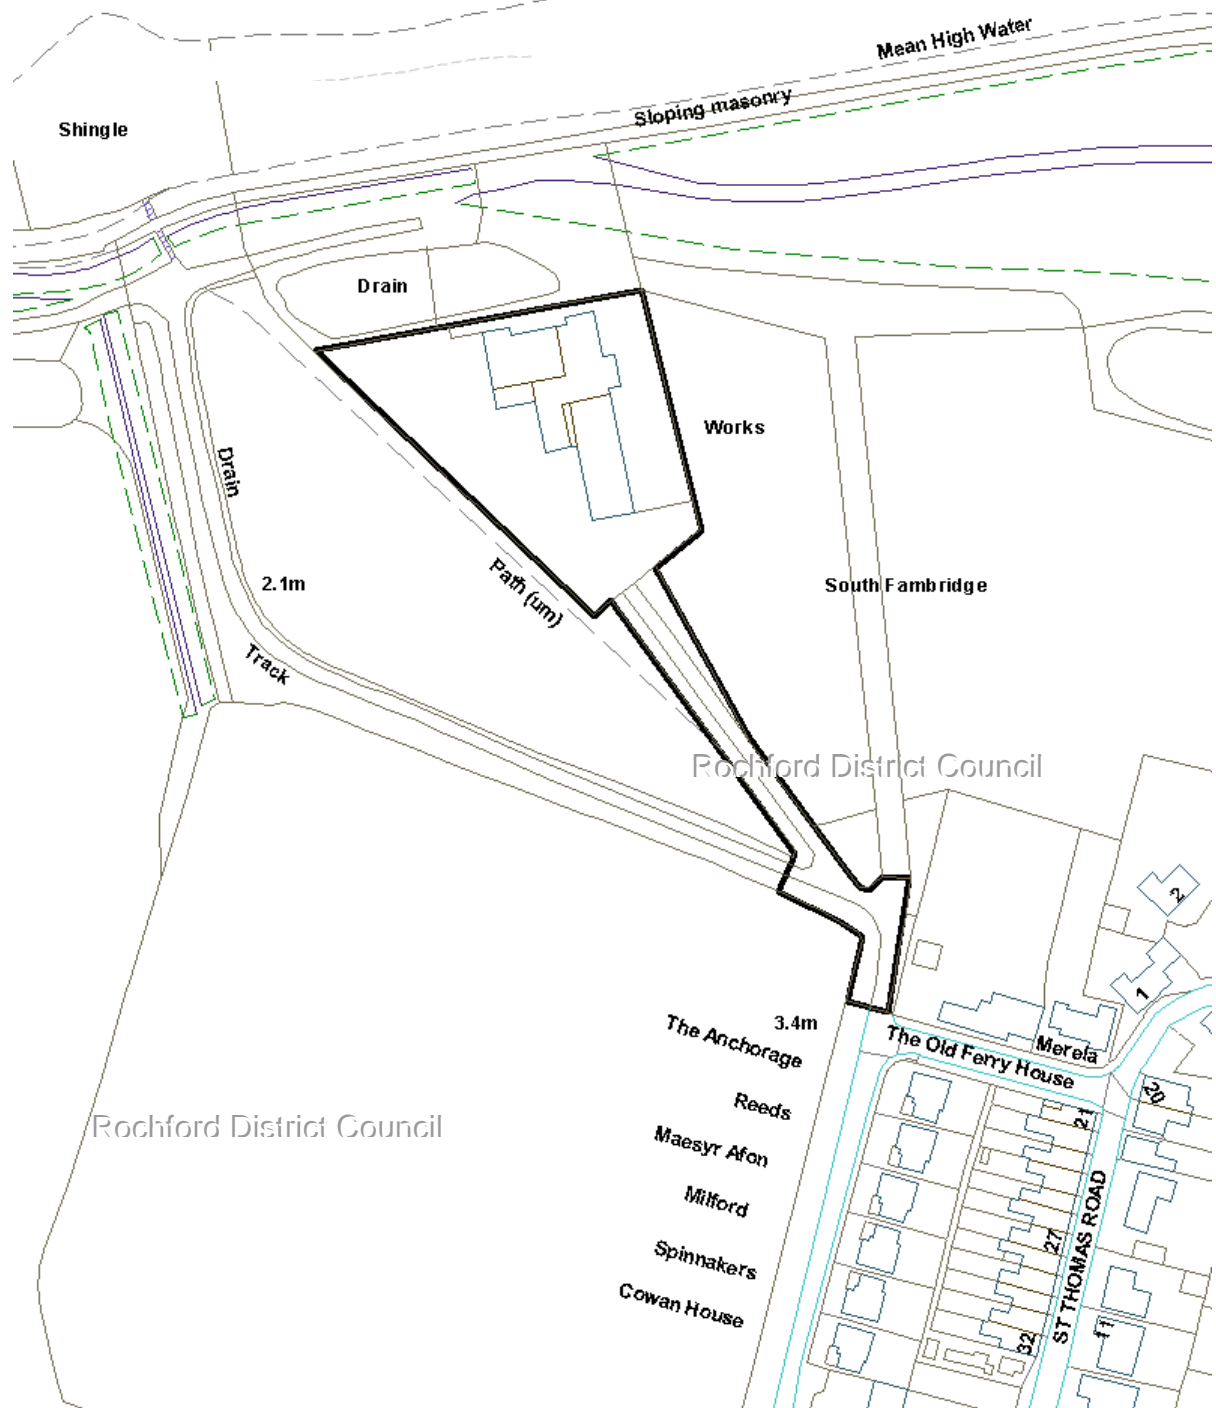 Mean High Water
Sloping masonry
Shingle
Drain
Works
Drain
Path (um)
2.1m
South Fambridge
Track
Rochford District Council
2
1
3.4m
The Anchorage
The Old Ferry House
Merela
Reeds
21
20
Rochford District Council
Maesyr Afon
Milford
ST THOMAS ROAD
27
Spinnakers
Cowan House
11
32